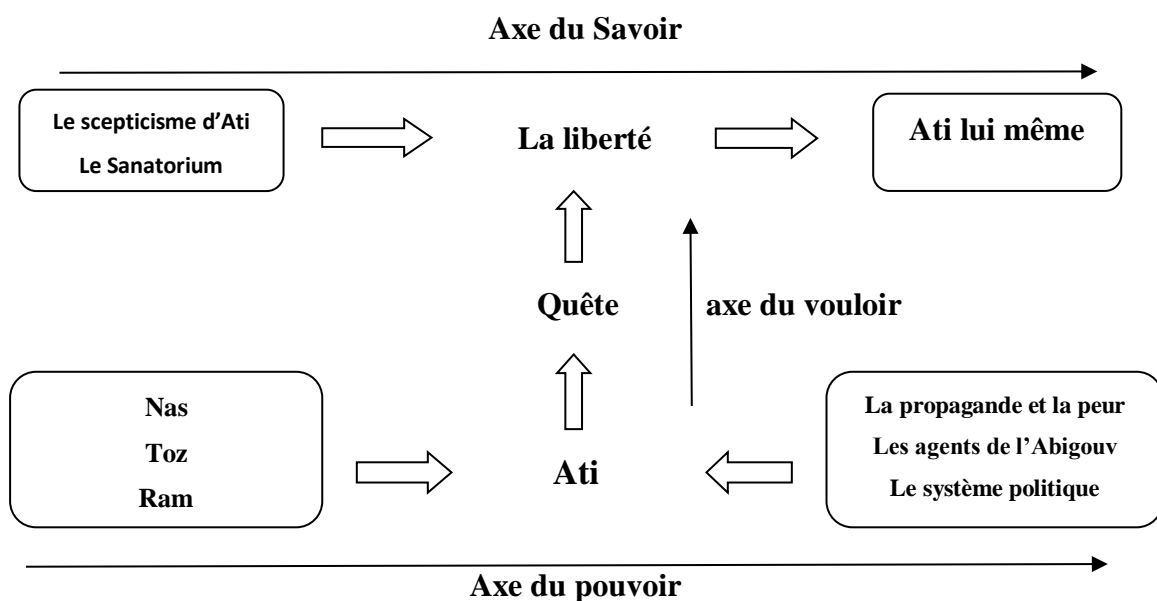 Axe du Savoir
Le scepticisme d’Ati
Le Sanatorium
La liberté
Ati lui même
Quête
axe du vouloir
Nas
Toz
Ram
Ati
La propagande et la peur
Les agents de l’Abigouv
Le système politique
Axe du pouvoir